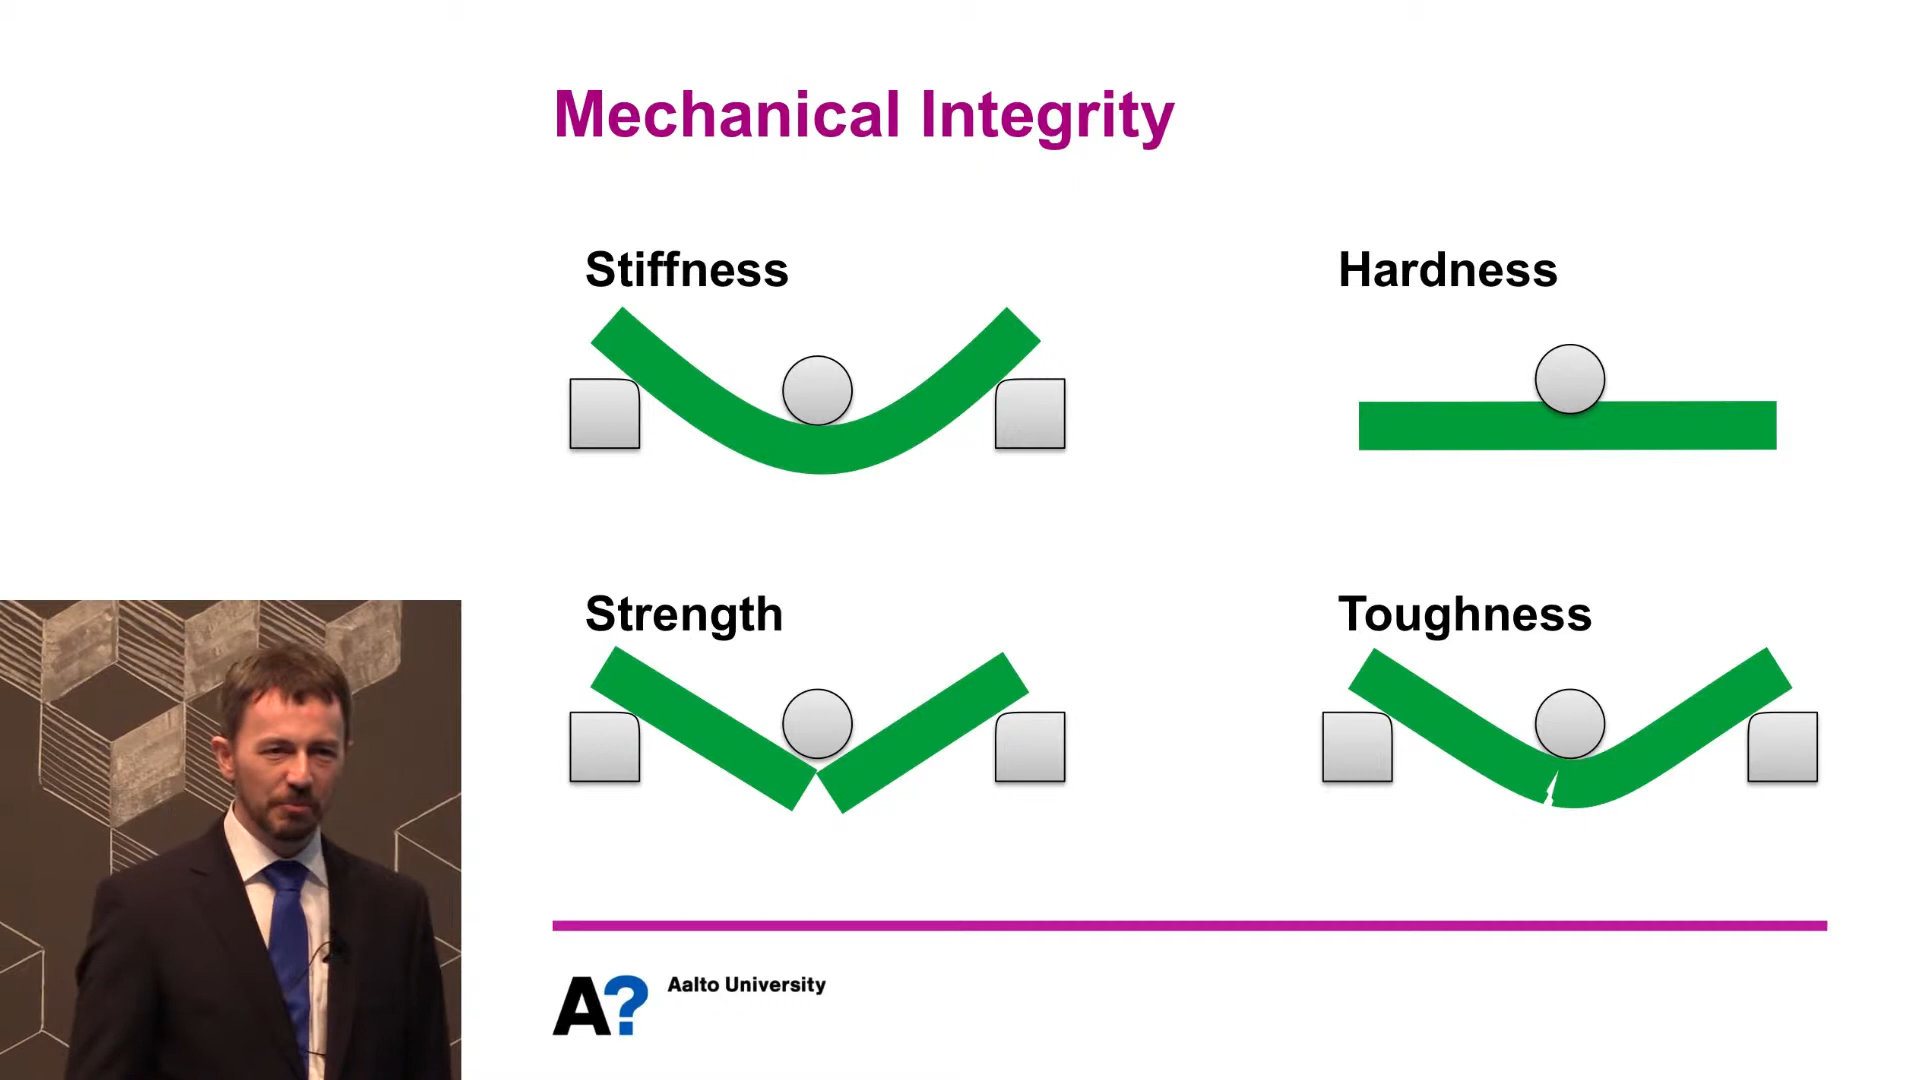 Mechanical Integrity
Stiffness
Hardness
Strength
Toughness
A? Aalto University